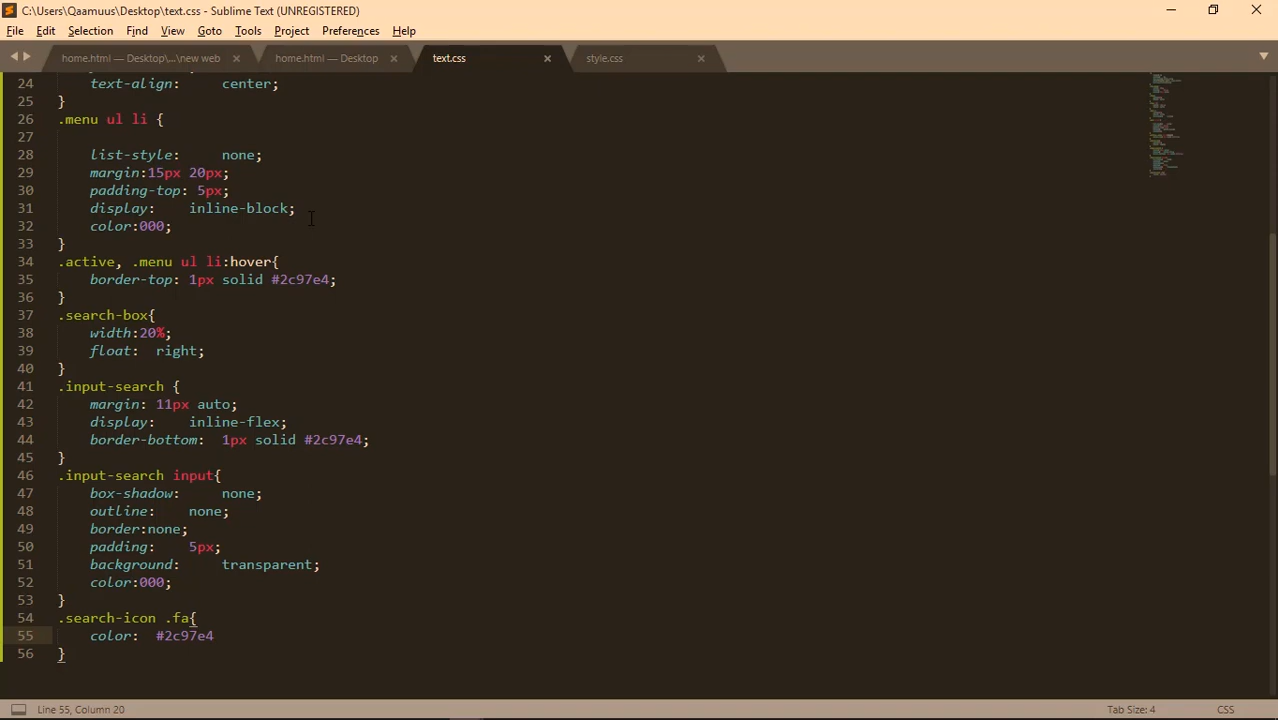 C:\Users\Qaamuus\Desktop\text.css - Sublime Text (UNREGISTERED)
File Edit Selection Find View Goto Tools Project Preferences Help
home.html — Desktop\...\new web home.html — Desktop text.css style.css
24 text-align: center;
25 }
26 .menu ul li {
27
28 list-style: none;
29 margin:15px 20px;
30 padding-top: 5px;
31 display: inline-block;
32 color:000;
33 }
34 .active, .menu ul li:hover{
35 border-top: 1px solid #2c97e4;
36 }
37 .search-box{
38 width:20%;
39 float: right;
40 }
41 .input-search {
42 margin: 11px auto;
43 display: inline-flex;
44 border-bottom: 1px solid #2c97e4;
45 }
46 .input-search input{
47 box-shadow: none;
48 outline: none;
49 border:none;
50 padding: 5px;
51 background: transparent;
52 color:000;
53 }
54 .search-icon .fa{
55 color: #2c97e4
56 }
Line 55, Column 20 Tab Size: 4 CSS